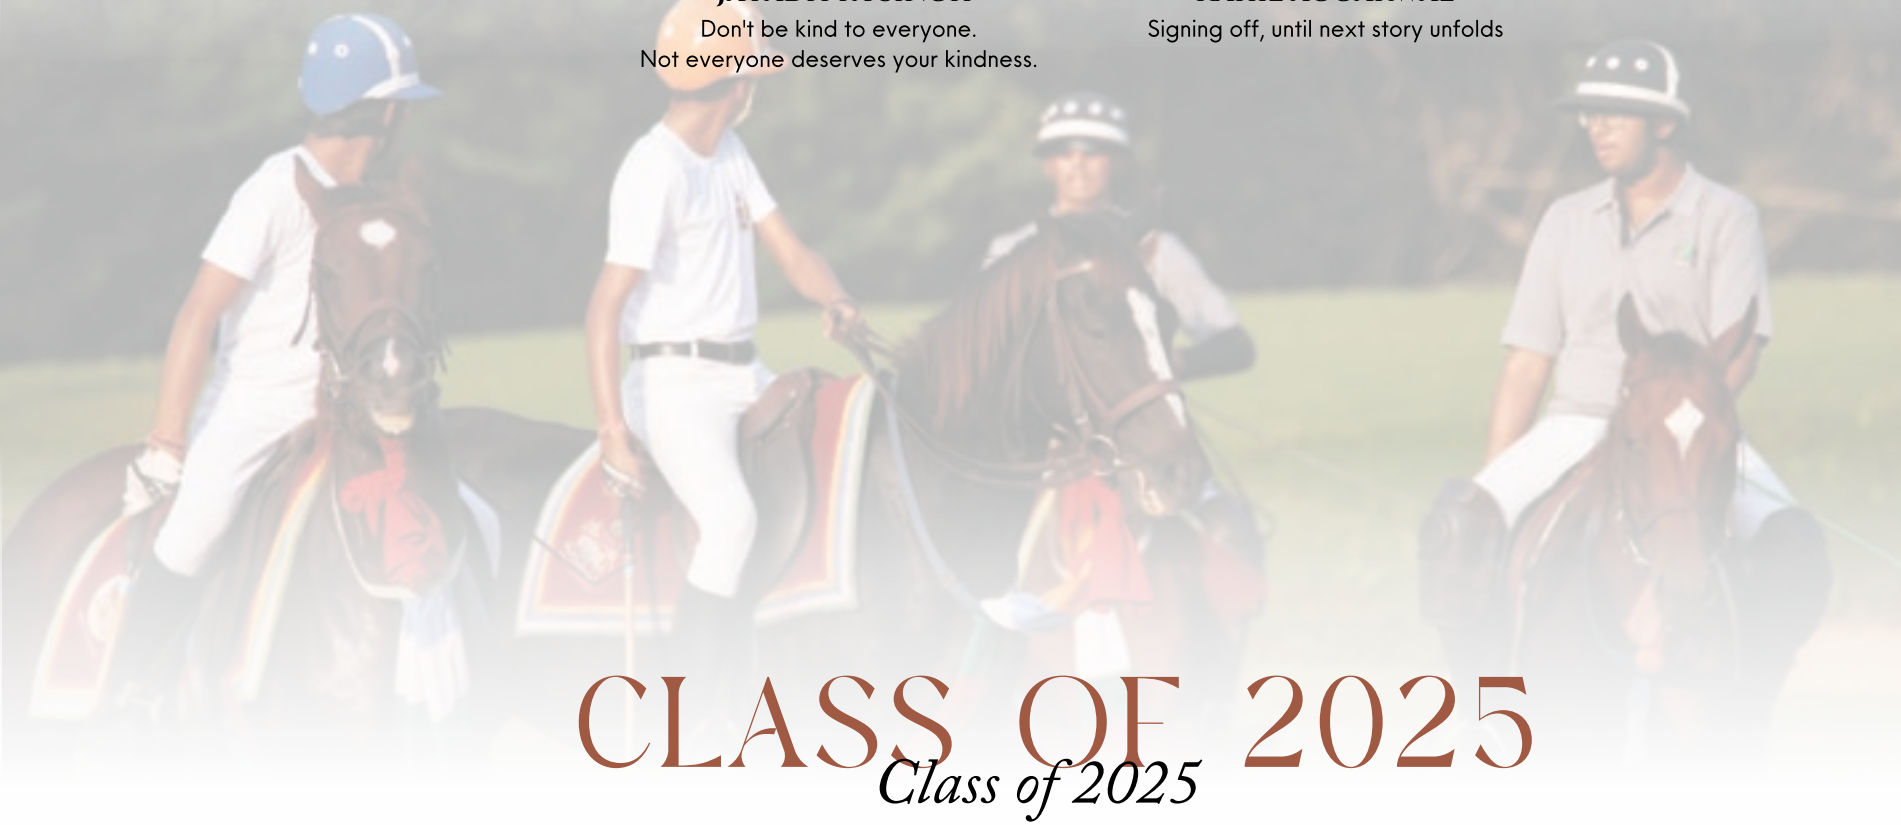 Don't be kind to everyone.
Not everyone deserves your kindness.
Signing off, until next story unfolds
CLASS OF 2025
Class of 2025